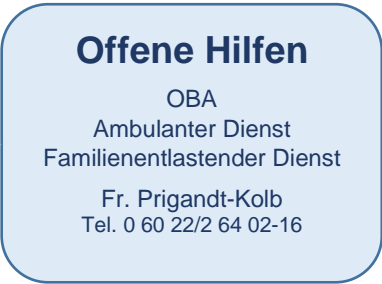 Offene Hilfen
OBA
Ambulanter Dienst
Familienentlastender Dienst
Fr. Prigandt-Kolb
Tel. 0 60 22/2 64 02-16